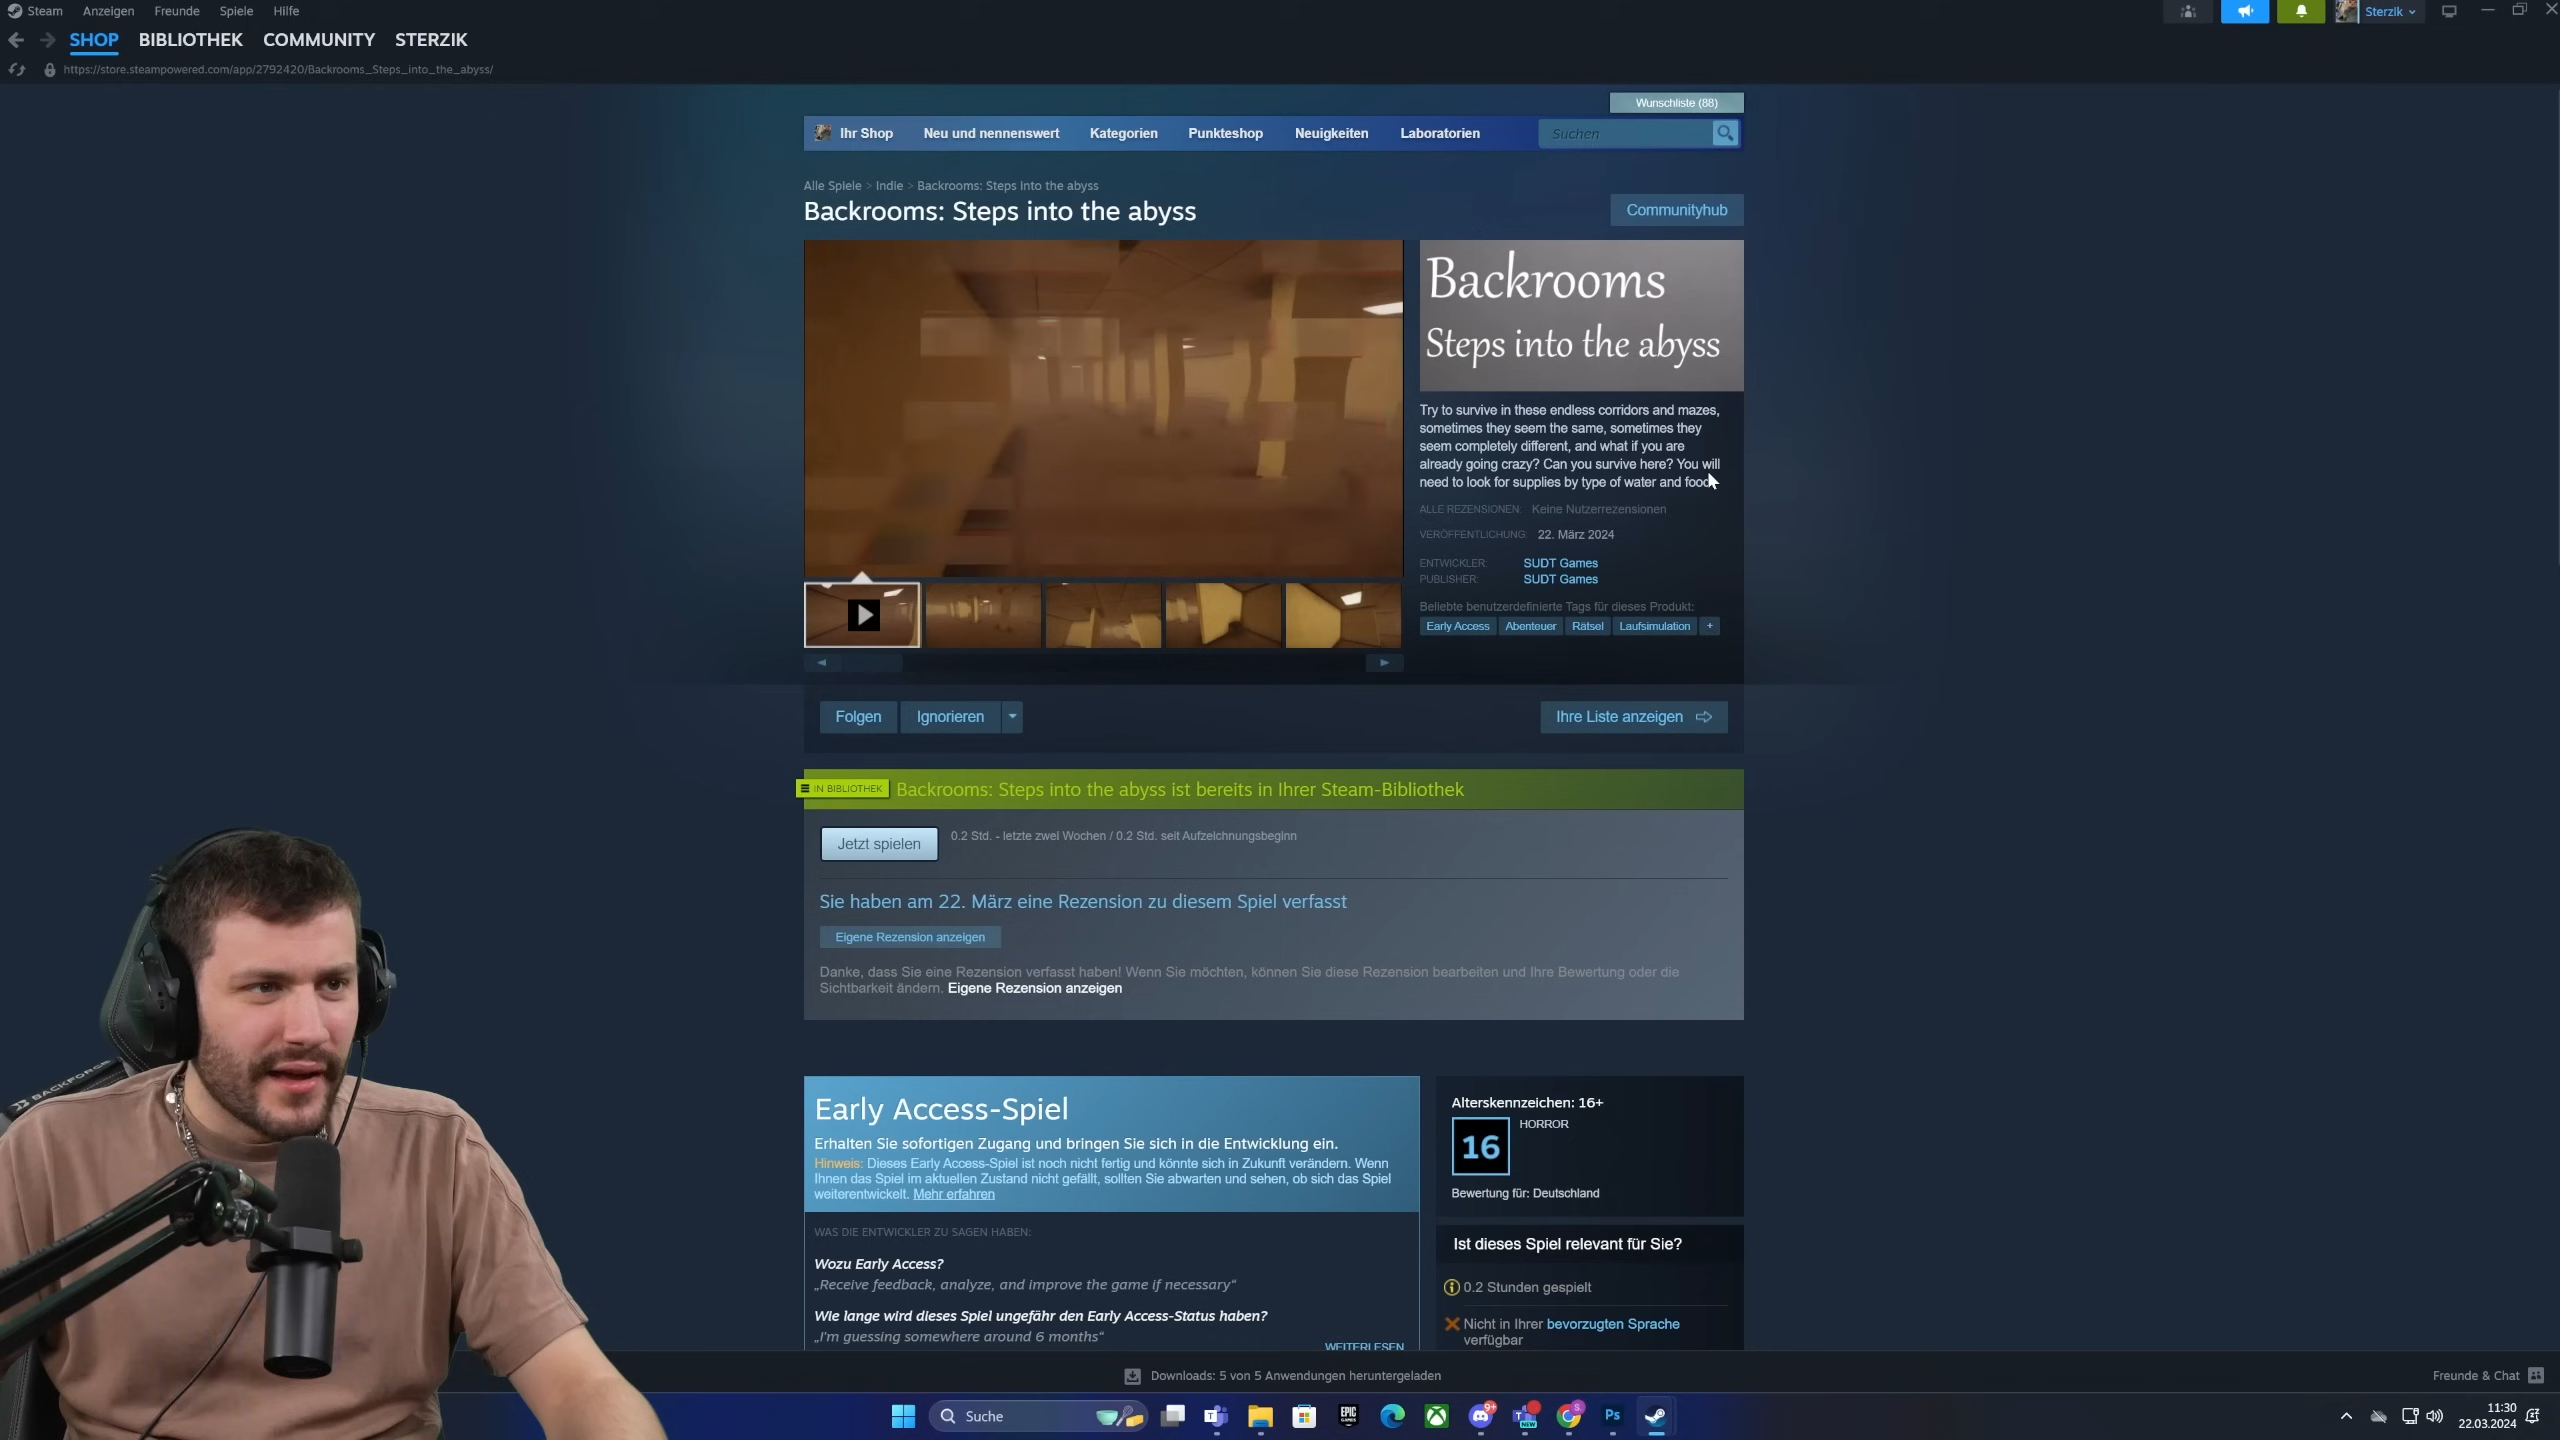 Steam Anzeigen Freunde Spiele Hilfe
Sterzik
SHOP BIBLIOTHEK COMMUNITY STERZIK
https://store.steampowered.com/app/2792420/Backrooms_Steps_into_the_abyss/
Wunschliste (88)
Ihr Shop Neu und nennenswert Kategorien Punkteshop Neuigkeiten Laboratorien Suchen
Alle Spiele > Indie > Backrooms: Steps into the abyss
Backrooms: Steps into the abyss
Communityhub
Backrooms
Steps into the abyss
Try to survive in these endless corridors and mazes,
sometimes they seem the same, sometimes they
seem completely different, and what if you are
already going crazy? Can you survive here? You will
need to look for supplies by type of water and food
ALLE REZENSIONEN: Keine Nutzerrezensionen
VERÖFFENTLICHUNG: 22. März 2024
ENTWICKLER: SUDT Games
PUBLISHER: SUDT Games
Beliebte benutzerdefinierte Tags für dieses Produkt:
Early Access Abenteuer Rätsel Laufsimulation +
Folgen Ignorieren Ihre Liste anzeigen
IN BIBLIOTHEK Backrooms: Steps into the abyss ist bereits in Ihrer Steam-Bibliothek
Jetzt spielen 0.2 Std. - letzte zwei Wochen / 0.2 Std. seit Aufzeichnungsbeginn
Sie haben am 22. März eine Rezension zu diesem Spiel verfasst
Eigene Rezension anzeigen
Danke, dass Sie eine Rezension verfasst haben! Wenn Sie möchten, können Sie diese Rezension bearbeiten und Ihre Bewertung oder die
Sichtbarkeit ändern. Eigene Rezension anzeigen
Early Access-Spiel
Erhalten Sie sofortigen Zugang und bringen Sie sich in die Entwicklung ein.
Hinweis: Dieses Early Access-Spiel ist noch nicht fertig und könnte sich in Zukunft verändern. Wenn
Ihnen das Spiel im aktuellen Zustand nicht gefällt, sollten Sie abwarten und sehen, ob sich das Spiel
weiterentwickelt. Mehr erfahren
WAS DIE ENTWICKLER ZU SAGEN HABEN:
Wozu Early Access?
„Receive feedback, analyze, and improve the game if necessary“
Wie lange wird dieses Spiel ungefähr den Early Access-Status haben?
„I'm guessing somewhere around 6 months“
WEITERLESEN
Alterskennzeichen: 16+
16 HORROR
Bewertung für: Deutschland
Ist dieses Spiel relevant für Sie?
0.2 Stunden gespielt
Nicht in Ihrer bevorzugten Sprache
verfügbar
BACKFORCE
Downloads: 5 von 5 Anwendungen heruntergeladen
Freunde & Chat
Suche
EPIC
GAMES
9+
NEW
S
Ps
11:30
22.03.2024